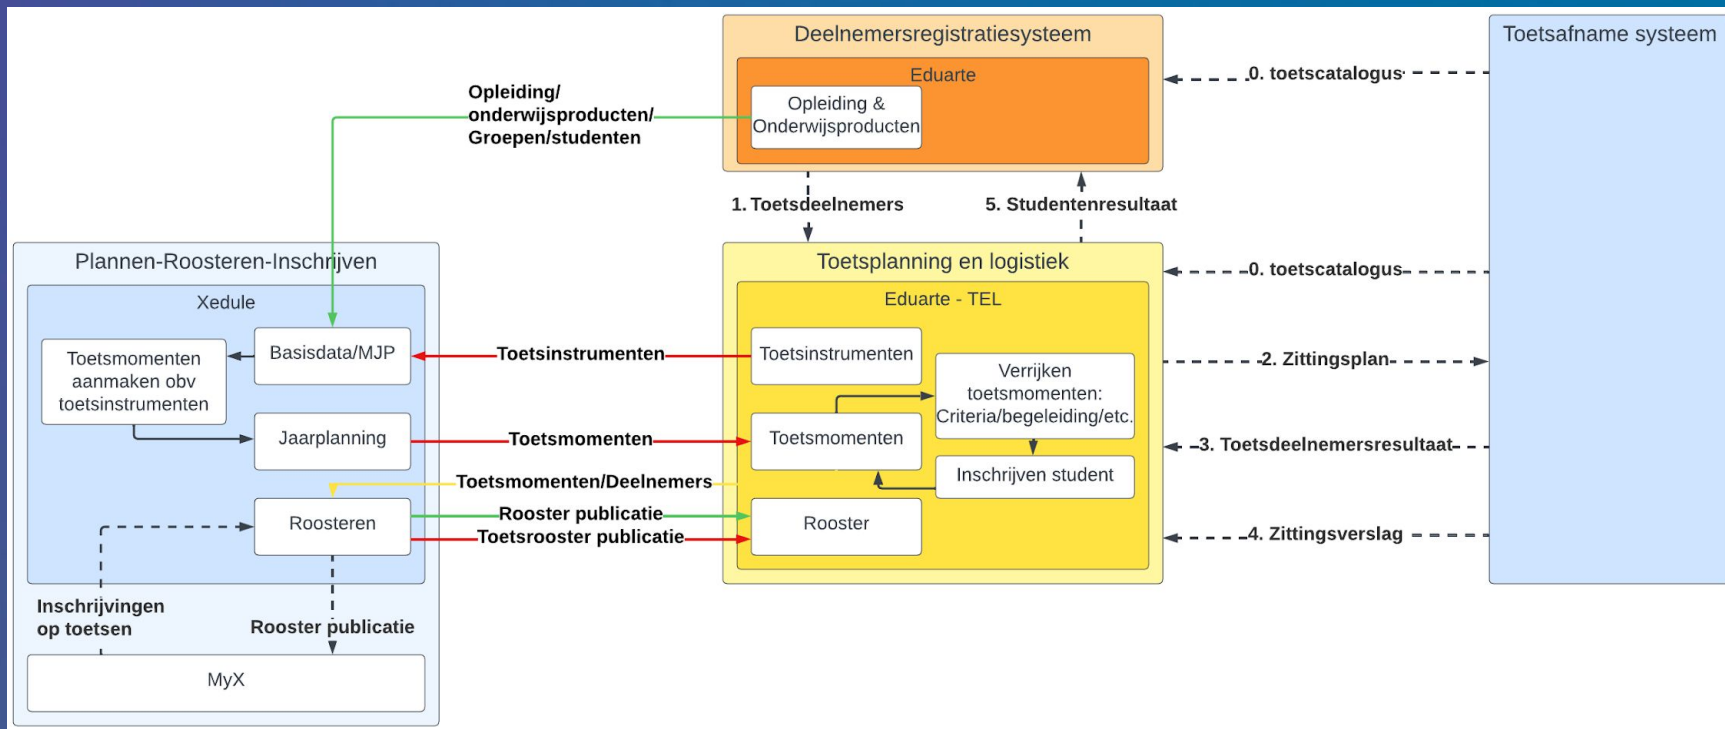 Deelnemersregistratiesysteem
Eduarte
Opleiding &
Onderwijsproducten
Toetsafname systeem
0. toetscatalogus
Opleiding/
onderwijsproducten/
Groepen/studenten
1. Toetsdeelnemers
5. Studentenresultaat
Plannen-Roosteren-Inschrijven
Xedule
Basisdata/MJP
Toetsmomenten
aanmaken obv
toetsinstrumenten
Jaarplanning
Roosteren
Inschrijvingen
op toetsen
Rooster publicatie
MyX
Toetsinstrumenten
Toetsmomenten
Toetsmomenten/Deelnemers
Rooster publicatie
Toetsrooster publicatie
Toetsplanning en logistiek
Eduarte - TEL
Toetsinstrumenten
Verrijken
toetsmomenten:
Criteria/begeleiding/etc.
Toetsmomenten
Inschrijven student
Rooster
0. toetscatalogus
2. Zittingsplan
3. Toetsdeelnemersresultaat
4. Zittingsverslag